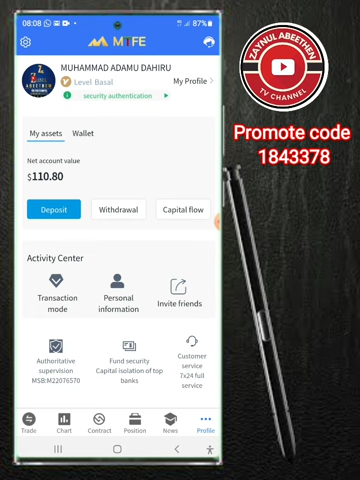 08:08
87%
MTFE
MUHAMMAD ADAMU DAHIRU
Level Basal
My Profile
security authentication
My assets Wallet
Net account value
$110.80
Deposit Withdrawal Capital flow
Activity Center
Transaction mode
Personal information
Invite friends
Authoritative supervision
MSB:M22076570
Fund security
Capital isolation of top banks
Customer service
7x24 full service
Trade Chart Contract Position News Profile
ZAYNUL ABEETHEN
TV CHANNEL
Promote code
1843378